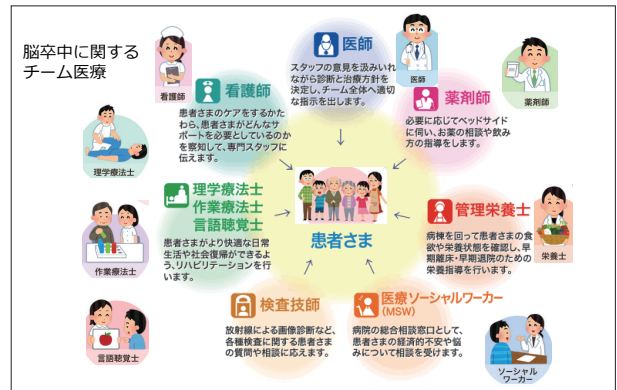 脳卒中に関する
チーム医療
医師
スタッフの意見を汲みいれ
ながら診断と治療方針を
決定し、チーム全体へ適切
な指示を出します。
医師
看護師
看護師
患者さまのケアをするかた
わら、患者さまがどんなサ
ポートを必要としているのか
を察知して、専門スタッフに
伝えます。
薬剤師
必要に応じてベッドサイド
に伺い、お薬の相談や飲み
方の指導をします。
薬剤師
理学療法士
理学療法士
作業療法士
言語聴覚士
患者さまがより快適な日常
生活や社会復帰ができるよ
う、リハビリテーションを行
います。
作業療法士
言語聴覚士
患者さま
管理栄養士
病棟を回って患者さまの食
欲や栄養状態を確認し、早
期離床・早期退院のための
栄養指導を行います。
栄養士
検査技師
放射線による画像診断など、
各種検査に関する患者さま
の質問や相談に応えます。
医療ソーシャルワーカー
(MSW)
病院の総合相談窓口として、
患者さまの経済的不安や悩
みについて相談を受けます。
ソーシャル
ワーカー